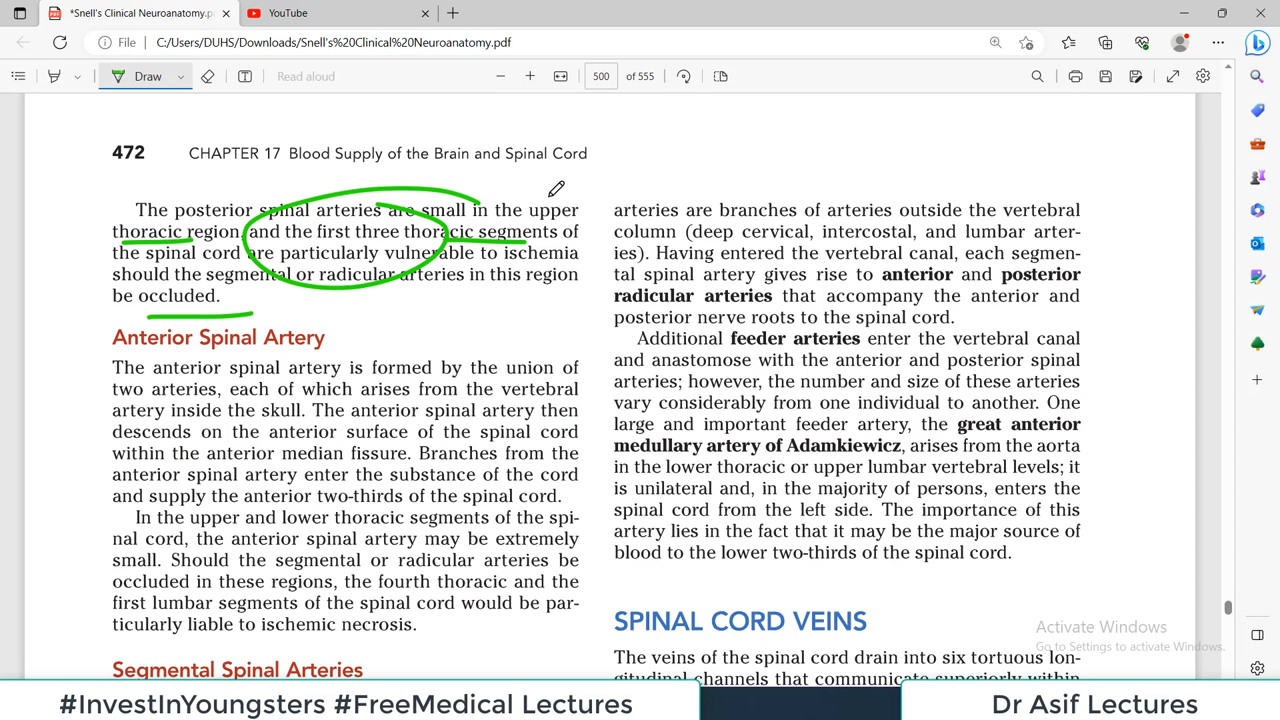 *Snell's Clinical Neuroanatomy.p
YouTube
File
C:/Users/DUHS/Downloads/Snell's%20Clinical%20Neuroanatomy.pdf
Draw
Read aloud
500 of 555
472 CHAPTER 17 Blood Supply of the Brain and Spinal Cord
The posterior spinal arteries are small in the upper
thoracic region, and the first three thoracic segments of
the spinal cord are particularly vulnerable to ischemia
should the segmental or radicular arteries in this region
be occluded.
Anterior Spinal Artery
The anterior spinal artery is formed by the union of
two arteries, each of which arises from the vertebral
artery inside the skull. The anterior spinal artery then
descends on the anterior surface of the spinal cord
within the anterior median fissure. Branches from the
anterior spinal artery enter the substance of the cord
and supply the anterior two-thirds of the spinal cord.
In the upper and lower thoracic segments of the spi-
nal cord, the anterior spinal artery may be extremely
small. Should the segmental or radicular arteries be
occluded in these regions, the fourth thoracic and the
first lumbar segments of the spinal cord would be par-
ticularly liable to ischemic necrosis.
Segmental Spinal Arteries
arteries are branches of arteries outside the vertebral
column (deep cervical, intercostal, and lumbar arter-
ies). Having entered the vertebral canal, each segmen-
tal spinal artery gives rise to anterior and posterior
radicular arteries that accompany the anterior and
posterior nerve roots to the spinal cord.
Additional feeder arteries enter the vertebral canal
and anastomose with the anterior and posterior spinal
arteries; however, the number and size of these arteries
vary considerably from one individual to another. One
large and important feeder artery, the great anterior
medullary artery of Adamkiewicz, arises from the aorta
in the lower thoracic or upper lumbar vertebral levels; it
is unilateral and, in the majority of persons, enters the
spinal cord from the left side. The importance of this
artery lies in the fact that it may be the major source of
blood to the lower two-thirds of the spinal cord.
SPINAL CORD VEINS
The veins of the spinal cord drain into six tortuous lon-
gitudinal channels that communicate superiorly within
Activate Windows
Go to Settings to activate Windows.
#InvestInYoungsters #FreeMedical Lectures
Dr Asif Lectures